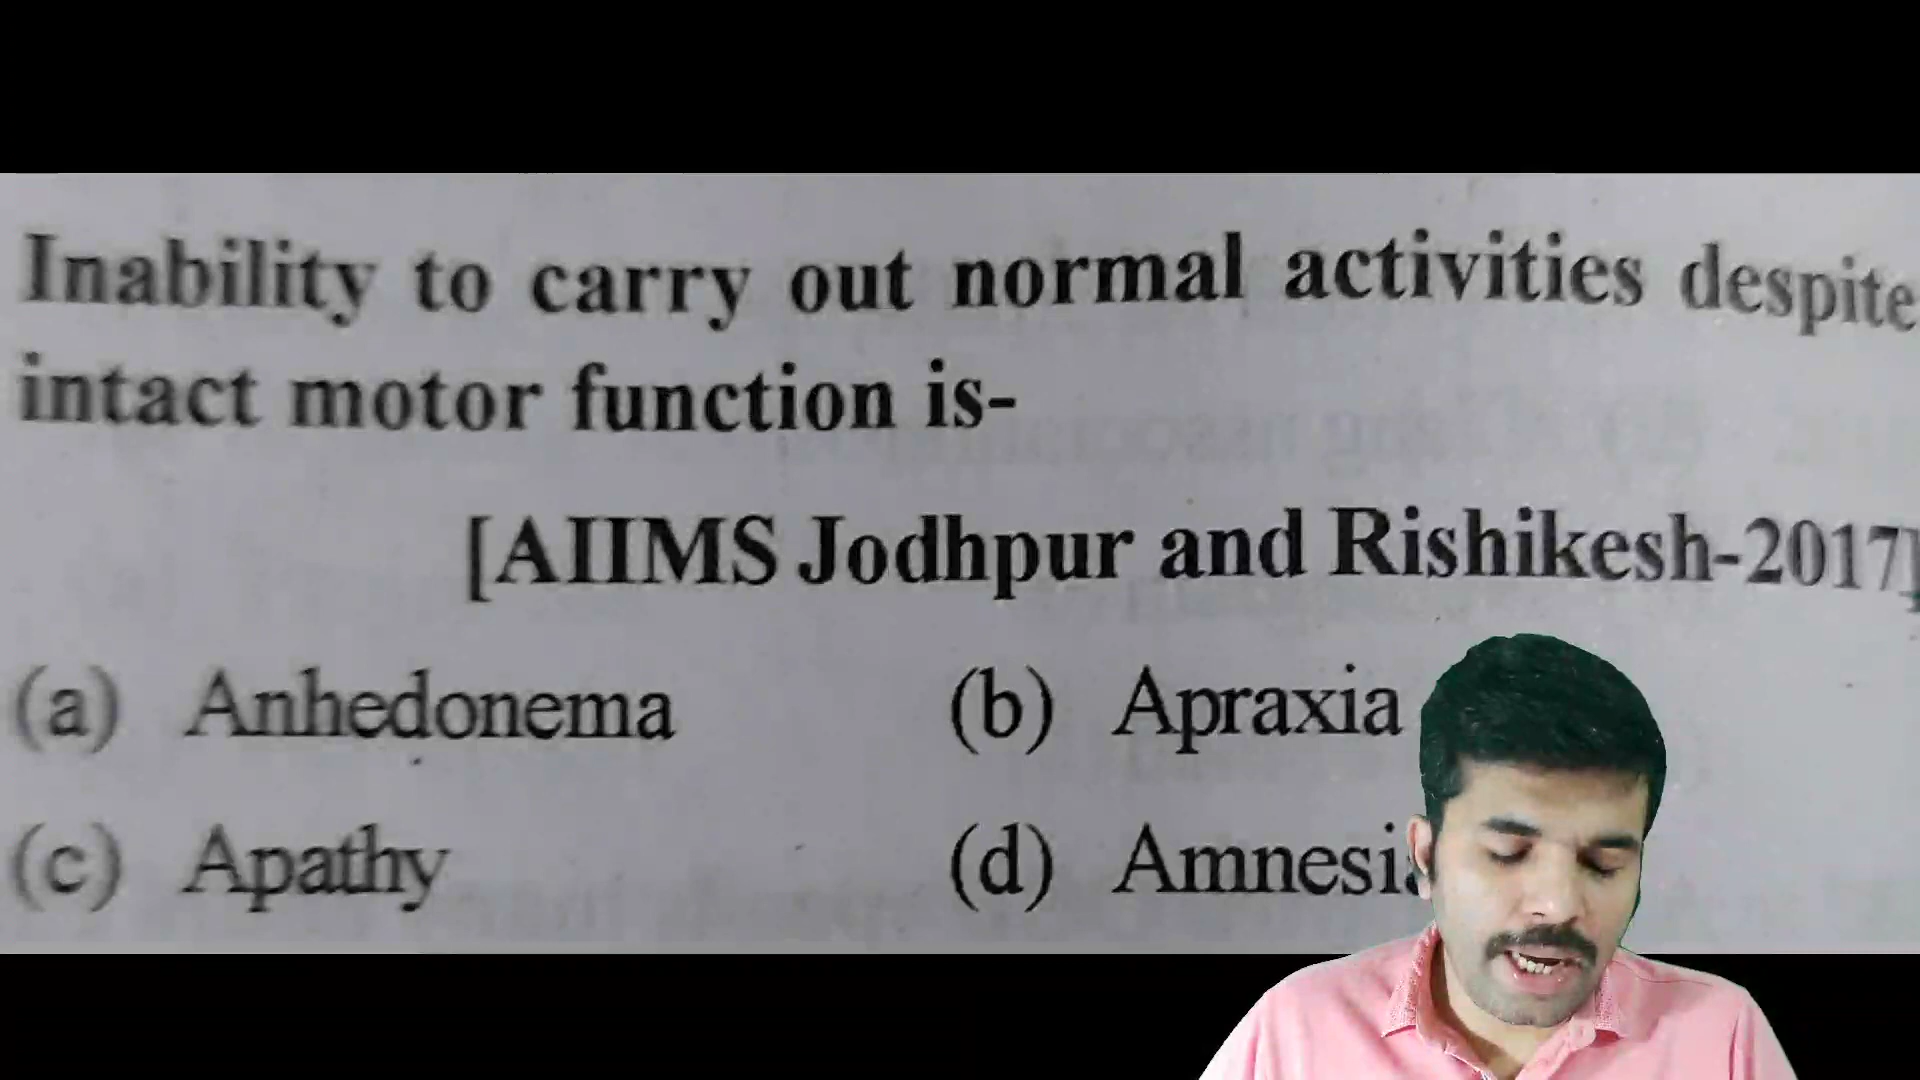 Inability to carry out normal activities despite
intact motor function is-
[AIIMS Jodhpur and Rishikesh-2017]
(a) Anhedonema (b) Apraxia
(c) Apathy (d) Amnesia